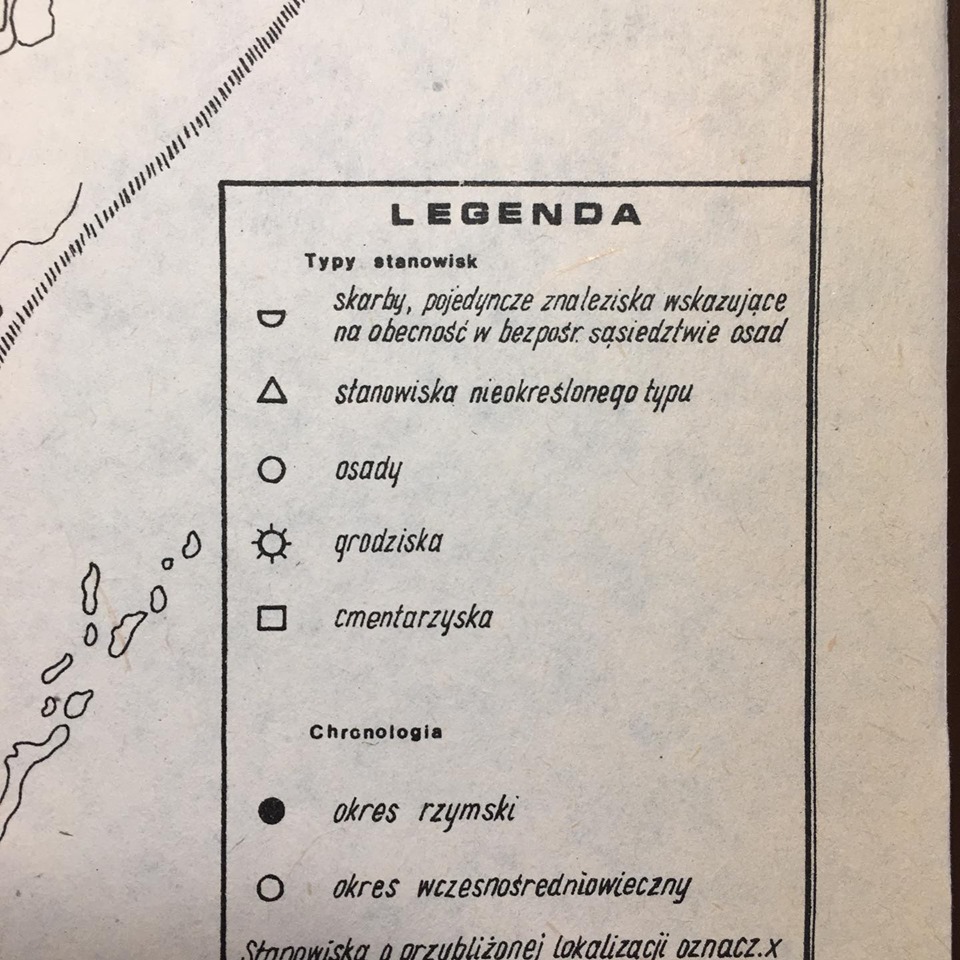 LEGENDA
Typy stanowisk
skarby, pojedyncze znaleziska wskazujące
na obecność w bezpośr. sąsiedztwie osad
stanowiska nieokreślonego typu
osady
grodziska
cmentarzyska
Chronologia
okres rzymski
okres wczesnośredniowieczny
Stanowiska o przybliżonej lokalizacji oznacz.x